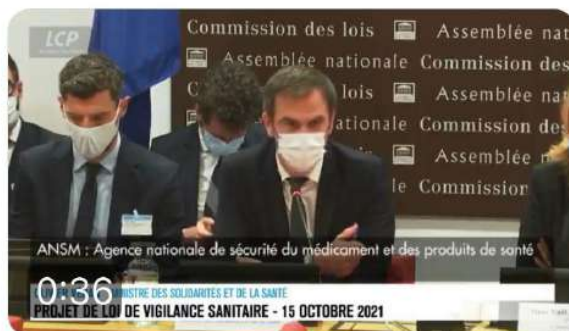 LCP
Commission des lois Assemblée nat
Assemblée nationale Commission des
lois Assemblée nat
ationale Commission des
Assemblée n
le Commission
ANSM : Agence nationale de sécurité du médicament et des produits de santé
0:36
MINISTRE DES SOLIDARITÉS ET DE LA SANTÉ
PROJET DE LOI DE VIGILANCE SANITAIRE - 15 OCTOBRE 2021